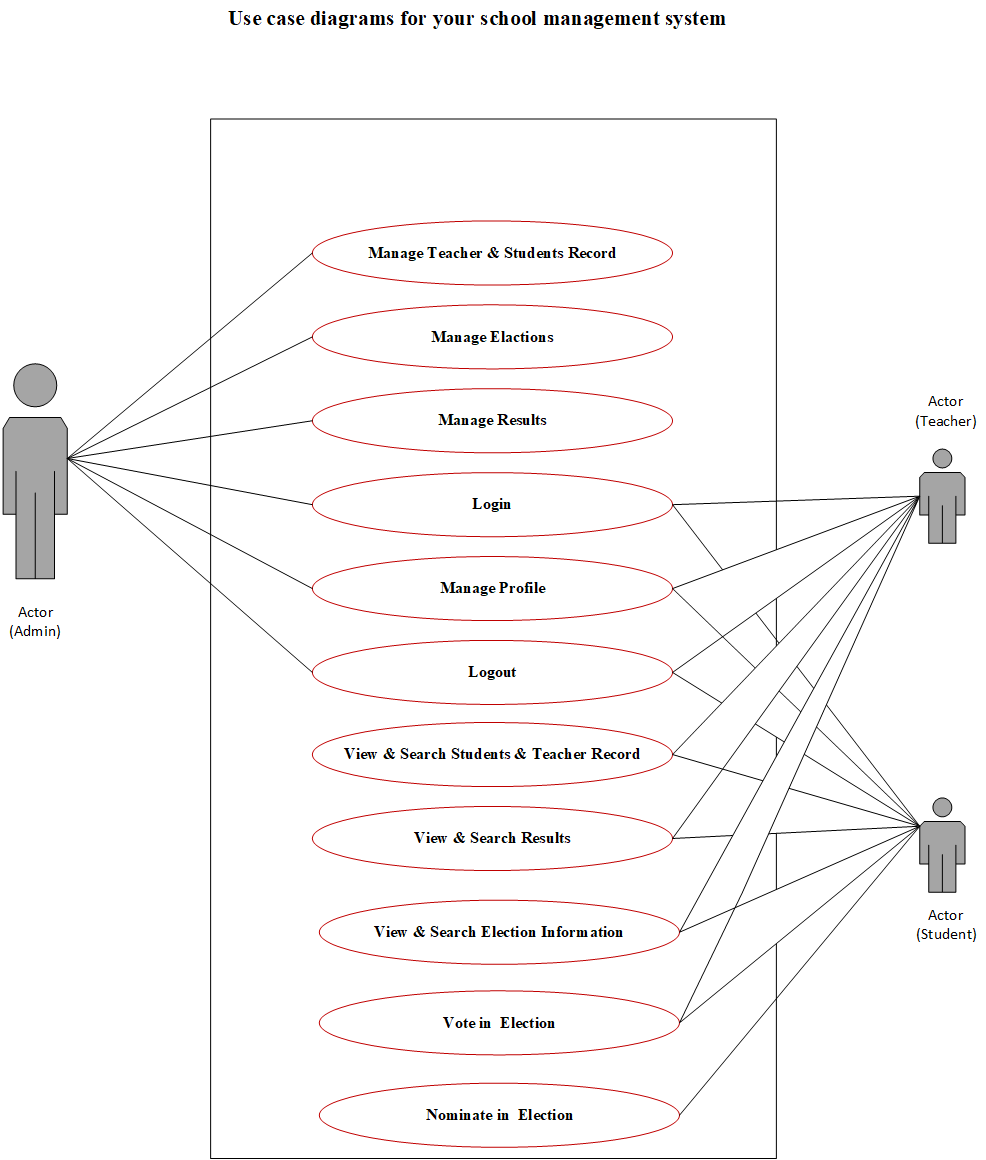 Use case diagrams for your school management system
Manage Teacher & Students Record
Manage Elactions
Manage Results
Login
Manage Profile
Logout
View & Search Students & Teacher Record
View & Search Results
View & Search Election Information
Vote in Election
Nominate in Election
Actor
(Admin)
Actor
(Teacher)
Actor
(Student)